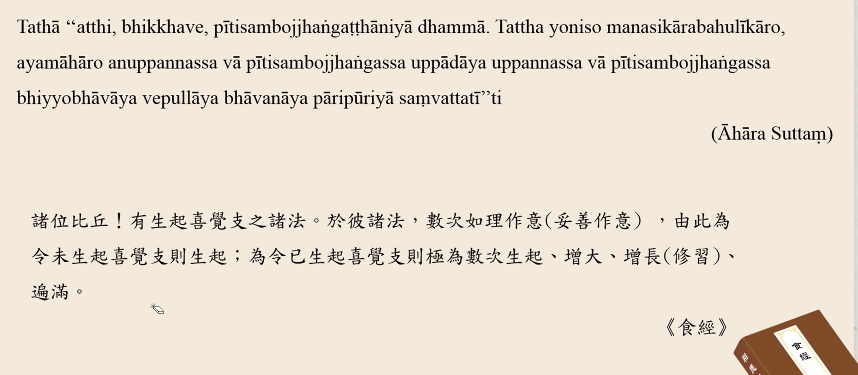 Tathā ‘‘atthi, bhikkhave, pītisambojjhaṅgaṭṭhāniyā dhammā. Tattha yoniso manasikārabahulīkāro,
ayamāhāro anuppannassa vā pītisambojjhaṅgassa uppādāya uppannassa vā pītisambojjhaṅgassa
bhiyyobhāvāya vepullāya bhāvanāya pāripūriyā saṃvattatī’’ti
(Āhāra Suttaṃ)
諸位比丘！有生起喜覺支之諸法。於彼諸法，數次如理作意(妥善作意) ，由此為
令未生起喜覺支則生起；為令已生起喜覺支則極為數次生起、增大、增長(修習)、
遍滿。
《食經》
食經